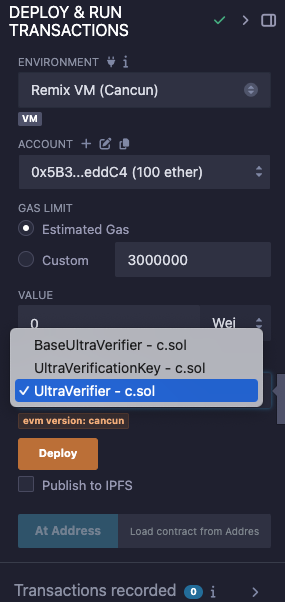 DEPLOY & RUN
TRANSACTIONS
ENVIRONMENT
Remix VM (Cancun)
VM
ACCOUNT
0x5B3...eddC4 (100 ether)
GAS LIMIT
Estimated Gas
Custom
3000000
VALUE
0
Wei
BaseUltraVerifier - c.sol
UltraVerificationKey - c.sol
UltraVerifier - c.sol
evm version: cancun
Deploy
Publish to IPFS
At Address
Load contract from Addres
Transactions recorded 0 i